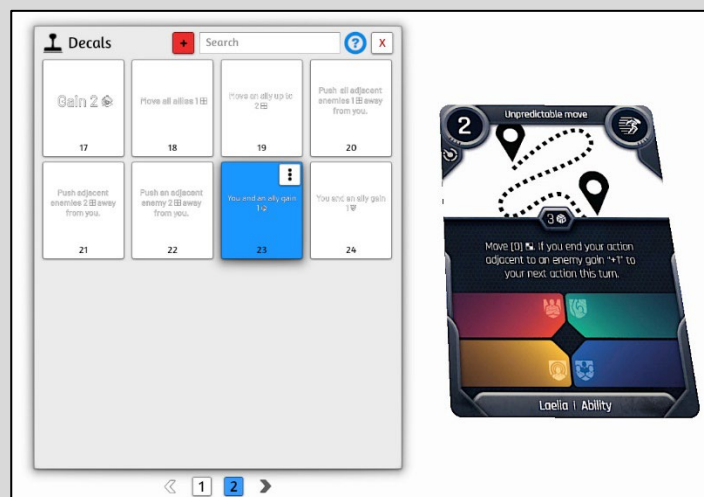 Decals
+
Search
?
X
Gain 2
17
Move all allies 1
18
Move an ally up to
2
19
Push all adjacent
enemies 1 away
from you.
20
Push adjacent
enemies 2 away
from you.
21
Push an adjacent
enemy 2 away
from you.
22
You and an ally gain
1
23
You and an ally gain
1
24
1
2
2
Unpredictable move
3
Move [0] . If you end your action
adjacent to an enemy gain "+1" to
your next action this turn.
Laelia | Ability